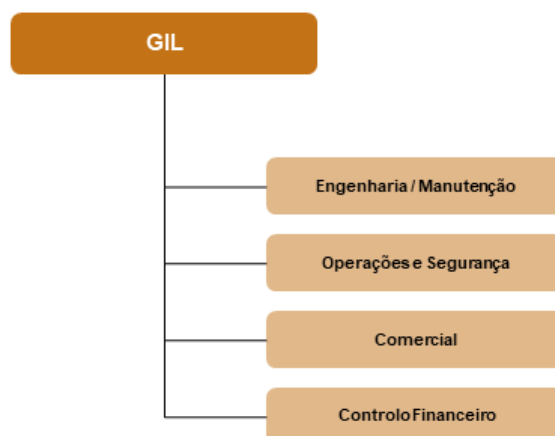 GIL
Engenharia / Manutenção
Operações e Segurança
Comercial
Controlo Financeiro